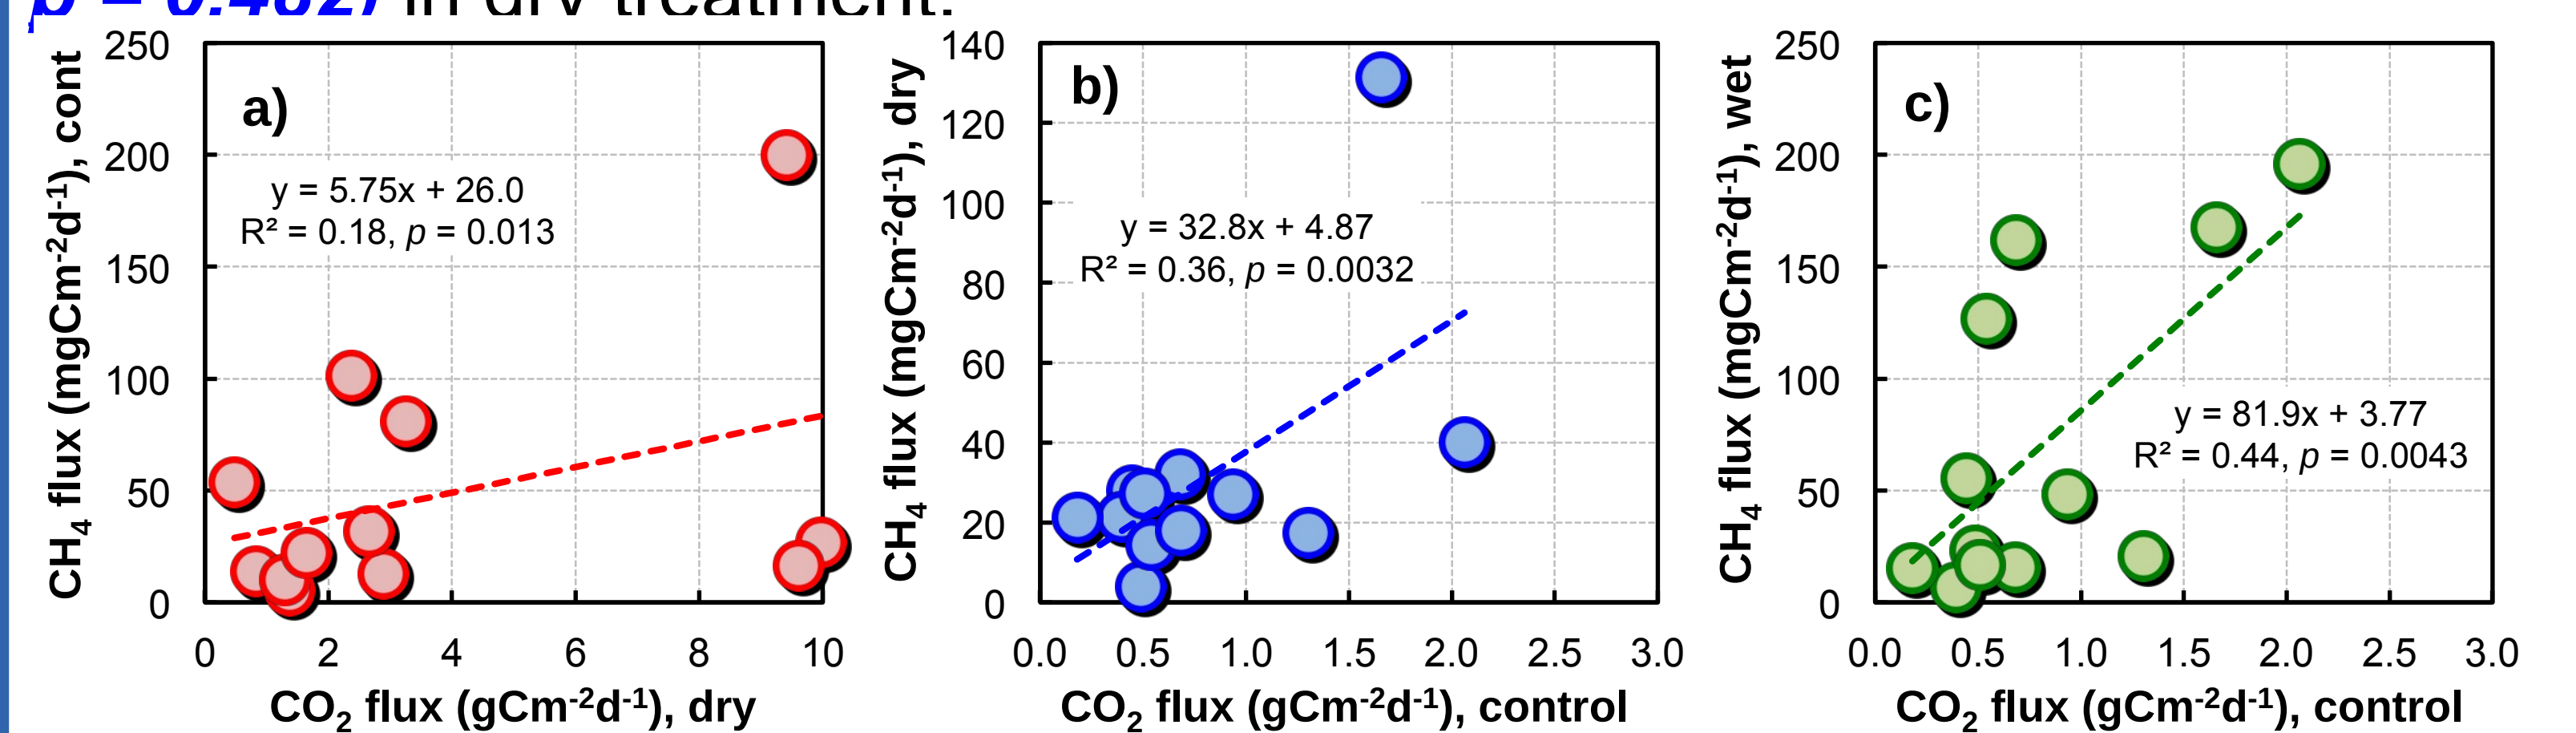 p = 0.482) in dry treatment.
a)
y = 5.75x + 26.0
R² = 0.18, p = 0.013
CH4 flux (mgCm-2d-1), cont
250
200
150
100
50
0
0 2 4 6 8 10
CO2 flux (gCm-2d-1), dry
b)
y = 32.8x + 4.87
R² = 0.36, p = 0.0032
CH4 flux (mgCm-2d-1), dry
140
120
100
80
60
40
20
0
0.0 0.5 1.0 1.5 2.0 2.5 3.0
CO2 flux (gCm-2d-1), control
c)
y = 81.9x + 3.77
R² = 0.44, p = 0.0043
CH4 flux (mgCm-2d-1), wet
250
200
150
100
50
0
0.0 0.5 1.0 1.5 2.0 2.5 3.0
CO2 flux (gCm-2d-1), control